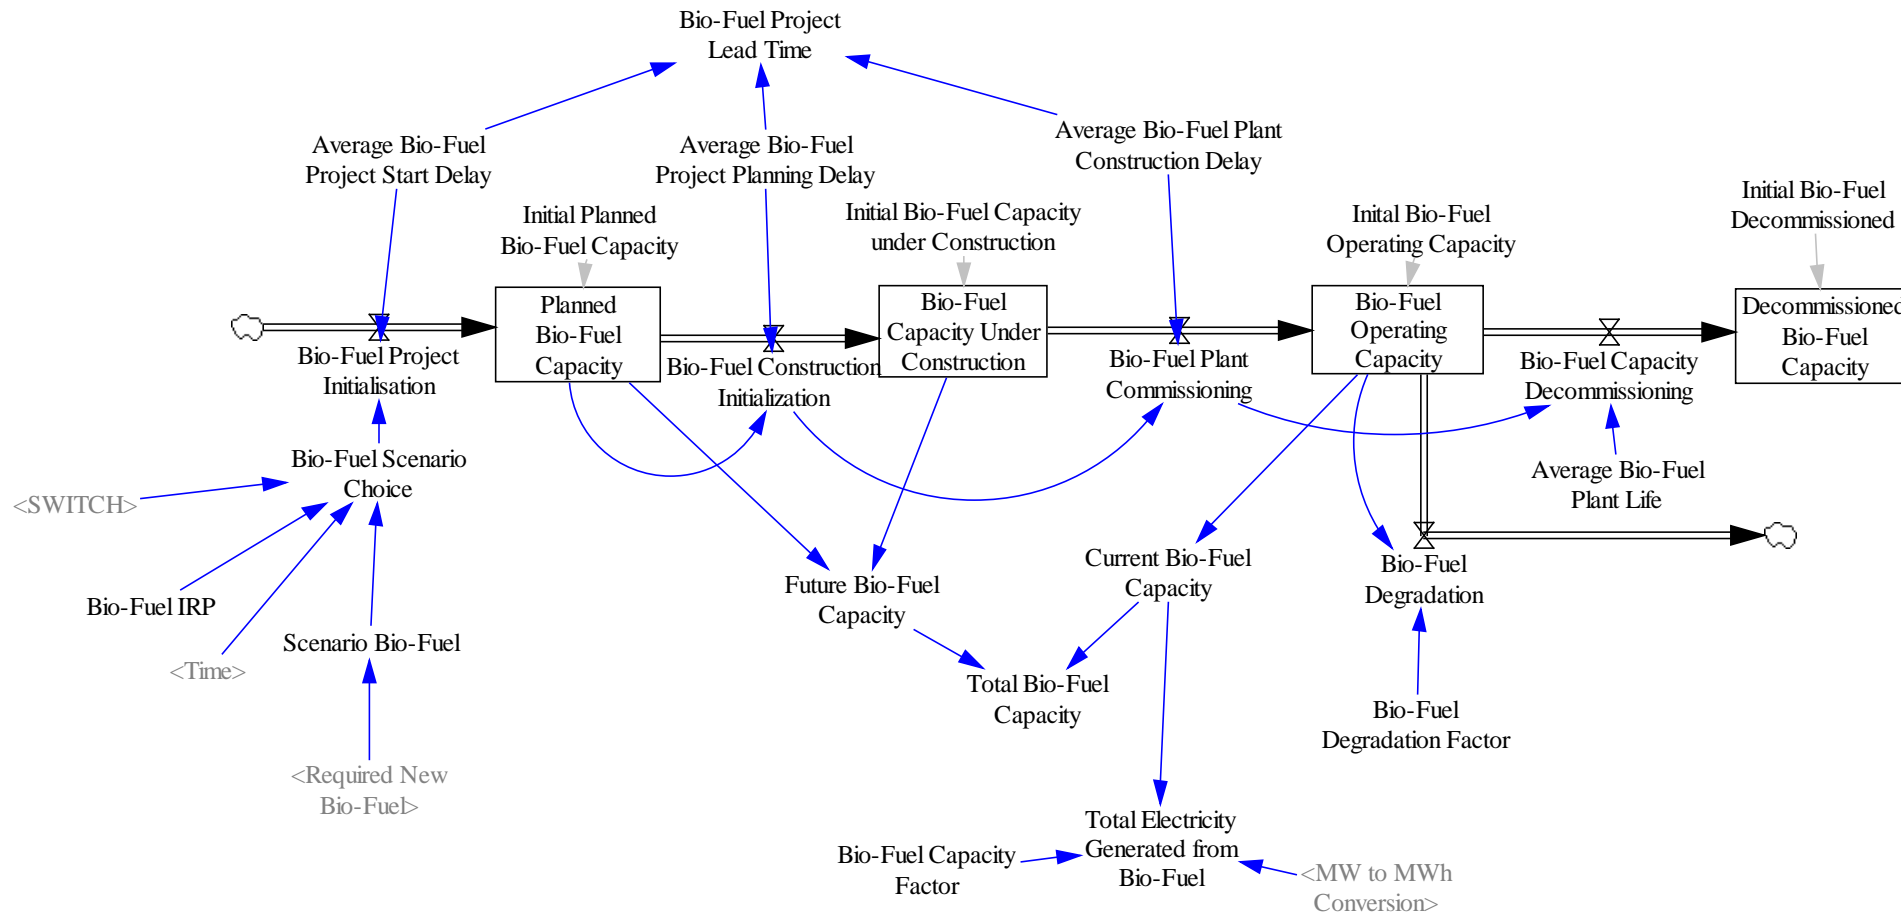 Bio-Fuel Project
Lead Time
Average Bio-Fuel
Project Start Delay
Average Bio-Fuel
Project Planning Delay
Average Bio-Fuel Plant
Construction Delay
Initial Planned
Bio-Fuel Capacity
Initial Bio-Fuel Capacity
under Construction
Inital Bio-Fuel
Operating Capacity
Initial Bio-Fuel
Decommissioned
Planned
Bio-Fuel
Capacity
Bio-Fuel
Capacity Under
Construction
Bio-Fuel
Operating
Capacity
Decommissioned
Bio-Fuel
Capacity
Bio-Fuel Project
Initialisation
Bio-Fuel Construction
Initialization
Bio-Fuel Plant
Commissioning
Bio-Fuel Capacity
Decommissioning
Bio-Fuel Scenario
Choice
<SWITCH>
Average Bio-Fuel
Plant Life
Bio-Fuel IRP
<Time>
Scenario Bio-Fuel
<Required New
Bio-Fuel>
Future Bio-Fuel
Capacity
Current Bio-Fuel
Capacity
Bio-Fuel
Degradation
Total Bio-Fuel
Capacity
Bio-Fuel
Degradation Factor
Total Electricity
Generated from
Bio-Fuel
Bio-Fuel Capacity
Factor
<MW to MWh
Conversion>